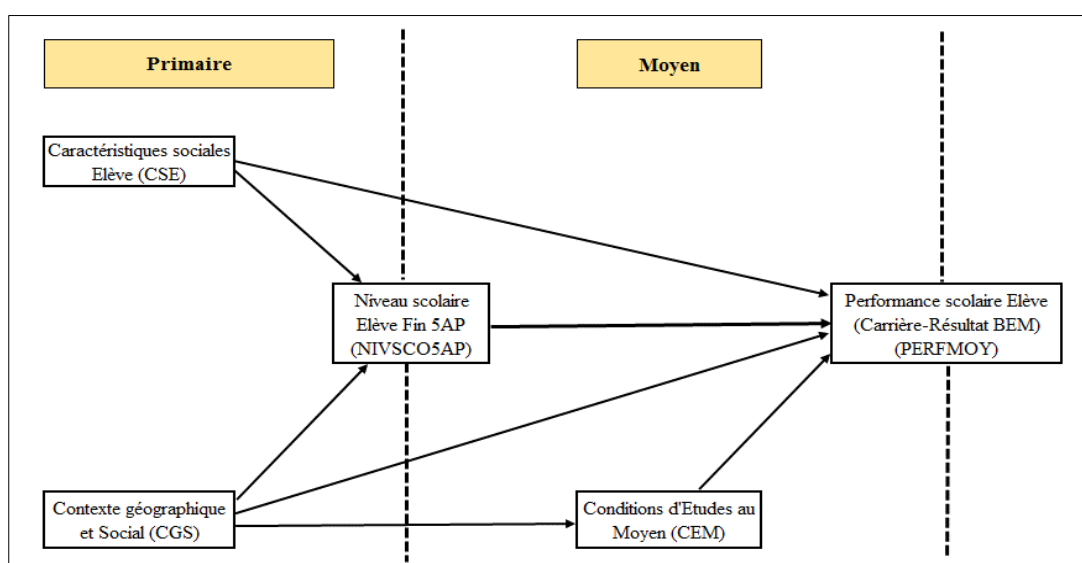 Primaire
Moyen
Caractéristiques sociales
Elève (CSE)
Niveau scolaire
Elève Fin 5AP
(NIVSCO5AP)
Performance scolaire Elève
(Carrière-Résultat BEM)
(PERFMOY)
Contexte géographique
et Social (CGS)
Conditions d'Etudes au
Moyen (CEM)